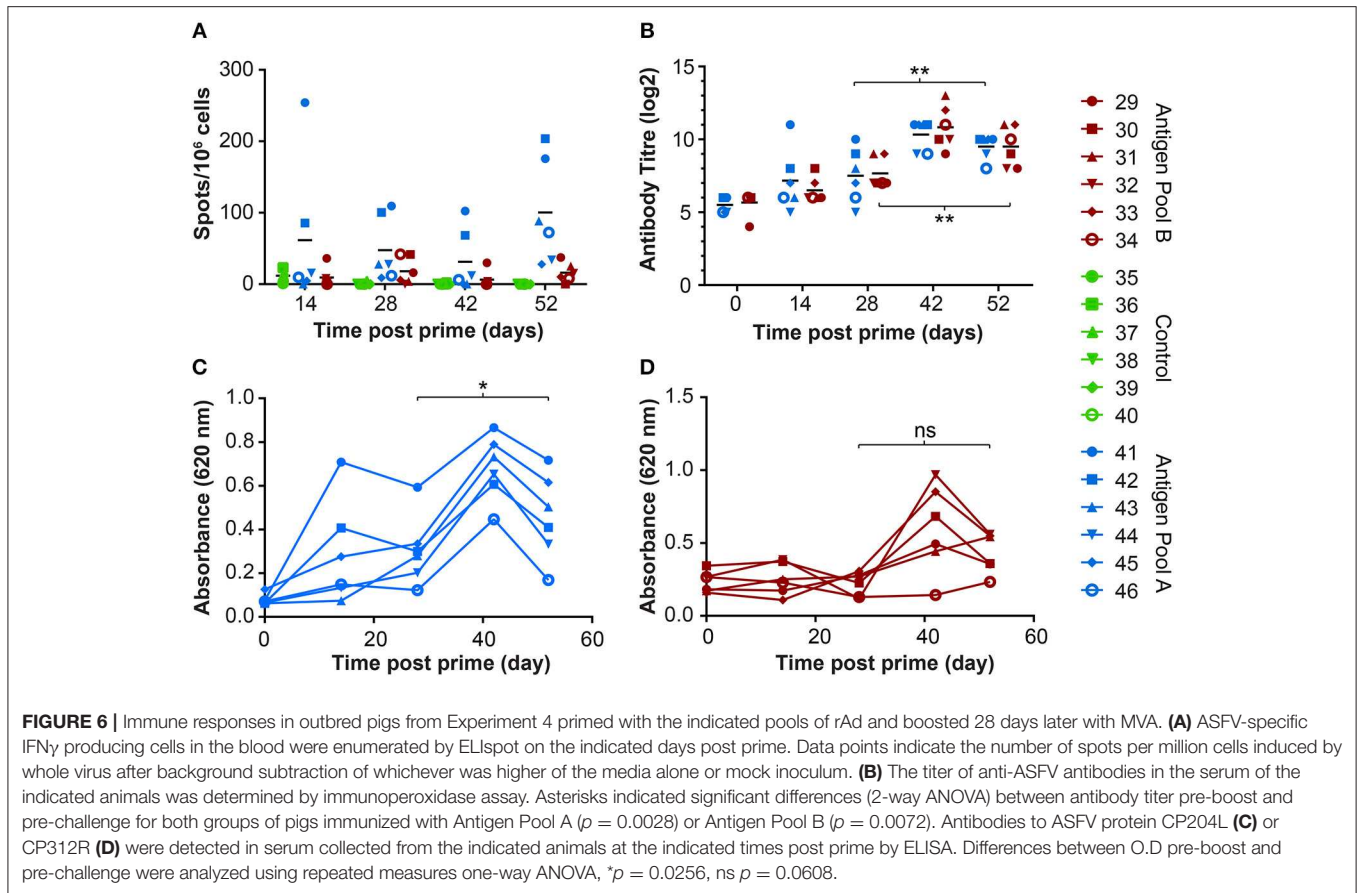 A
300
200
100
0
Spots/10⁶ cells
14
28
42
52
Time post prime (days)
B
15
10
5
0
Antibody Titre (log2)
**
**
0
14
28
42
52
Time post prime (days)
29
30
31
32
33
34
Antigen Pool B
35
36
37
38
39
40
Control
41
42
43
44
45
46
Antigen Pool A
C
1.0
0.8
0.6
0.4
0.2
0.0
Absorbance (620 nm)
*
0
20
40
60
Time post prime (day)
D
1.5
1.0
0.5
0.0
Absorbance (620 nm)
ns
0
20
40
60
Time post prime (day)
FIGURE 6 | Immune responses in outbred pigs from Experiment 4 primed with the indicated pools of rAd and boosted 28 days later with MVA. (A) ASFV-specific
IFNγ producing cells in the blood were enumerated by ELIspot on the indicated days post prime. Data points indicate the number of spots per million cells induced by
whole virus after background subtraction of whichever was higher of the media alone or mock inoculum. (B) The titer of anti-ASFV antibodies in the serum of the
indicated animals was determined by immunoperoxidase assay. Asterisks indicated significant differences (2-way ANOVA) between antibody titer pre-boost and
pre-challenge for both groups of pigs immunized with Antigen Pool A (p = 0.0028) or Antigen Pool B (p = 0.0072). Antibodies to ASFV protein CP204L (C) or
CP312R (D) were detected in serum collected from the indicated animals at the indicated times post prime by ELISA. Differences between O.D pre-boost and
pre-challenge were analyzed using repeated measures one-way ANOVA, *p = 0.0256, ns p = 0.0608.